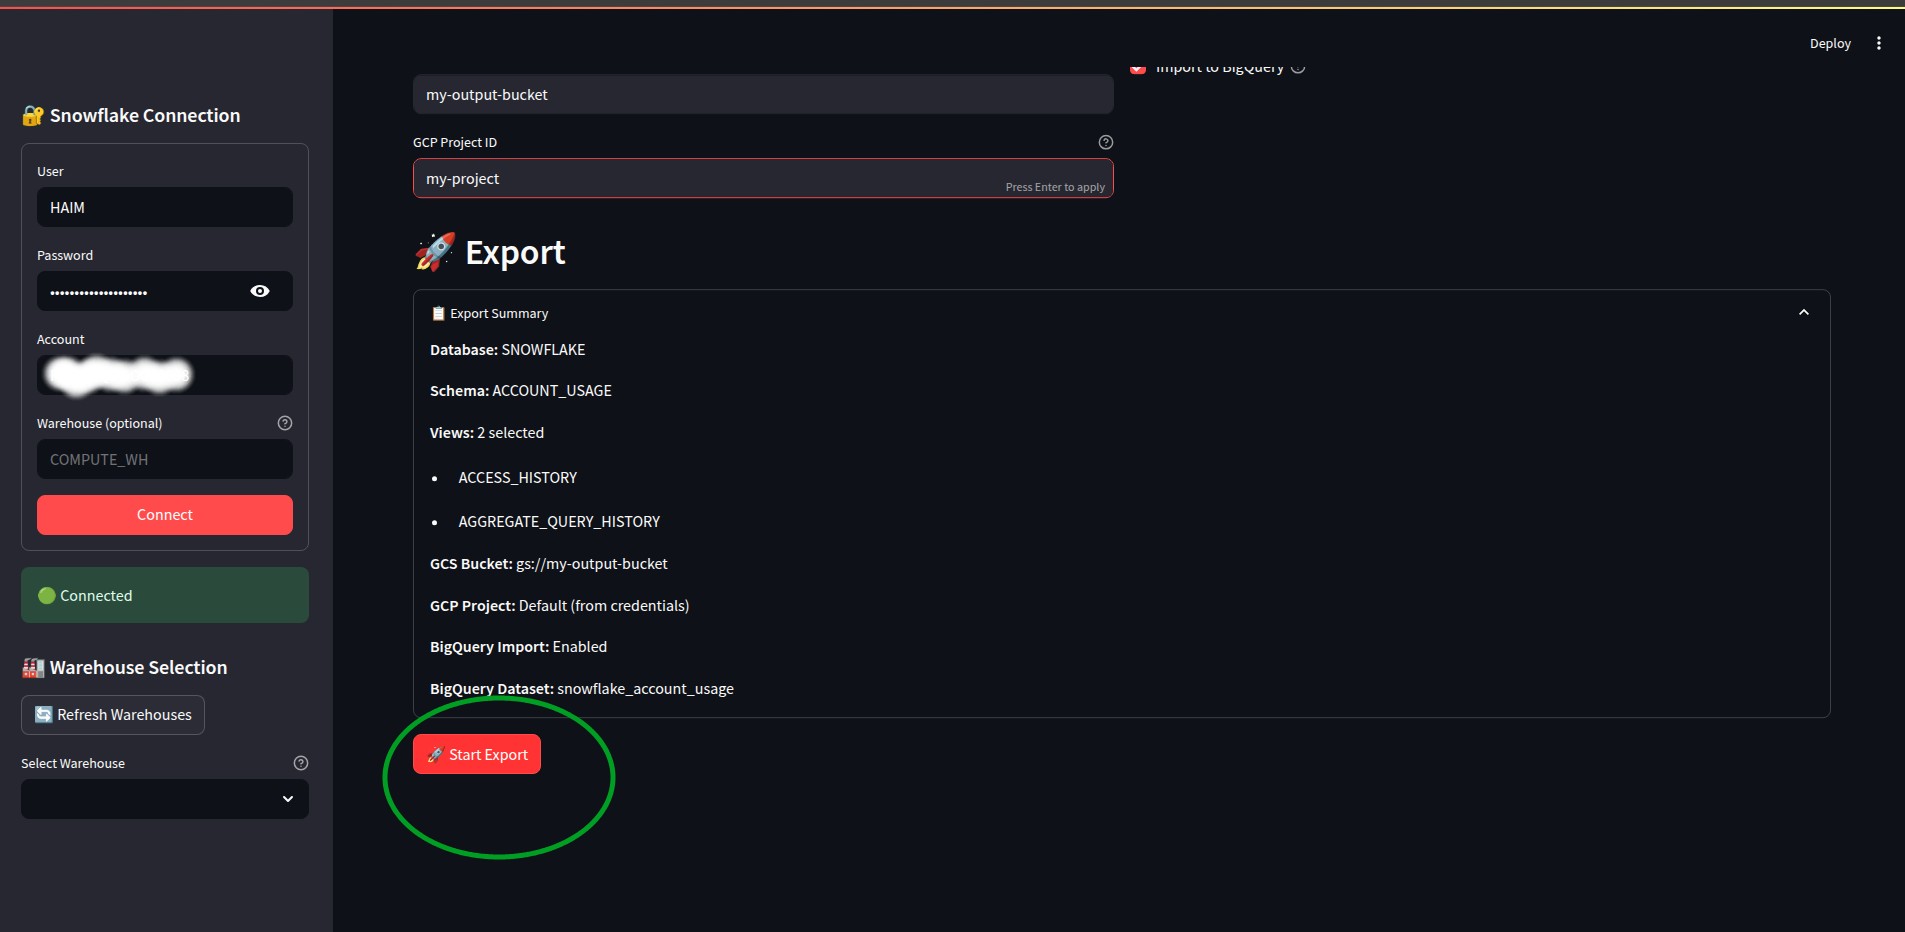 Deploy
🔐 Snowflake Connection
User
HAIM
Password
••••••••••••••••••••
Account
Warehouse (optional)
COMPUTE_WH
Connect
🟢 Connected
🏭 Warehouse Selection
🔄 Refresh Warehouses
Select Warehouse
Import to BigQuery
my-output-bucket
GCP Project ID
my-project
Press Enter to apply
🚀 Export
📋 Export Summary
Database: SNOWFLAKE
Schema: ACCOUNT_USAGE
Views: 2 selected
• ACCESS_HISTORY
• AGGREGATE_QUERY_HISTORY
GCS Bucket: gs://my-output-bucket
GCP Project: Default (from credentials)
BigQuery Import: Enabled
BigQuery Dataset: snowflake_account_usage
🚀 Start Export